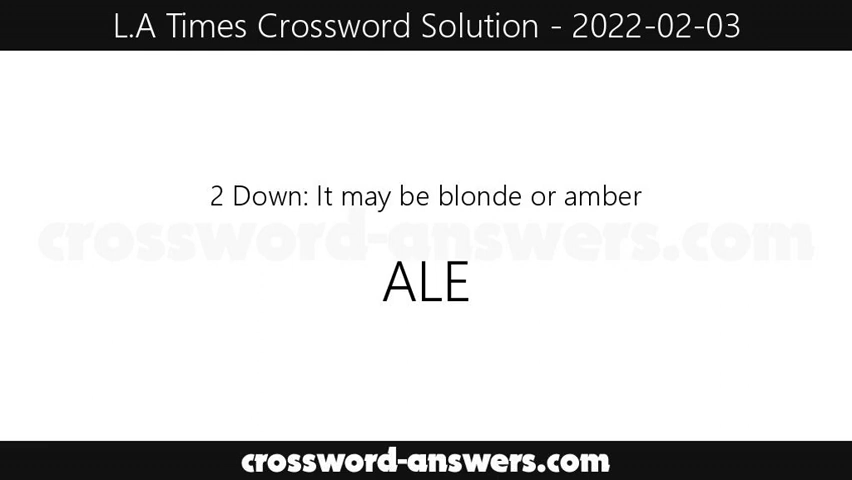 L.A Times Crossword Solution - 2022-02-03
2 Down: It may be blonde or amber
crossword-answers.com
ALE
crossword-answers.com